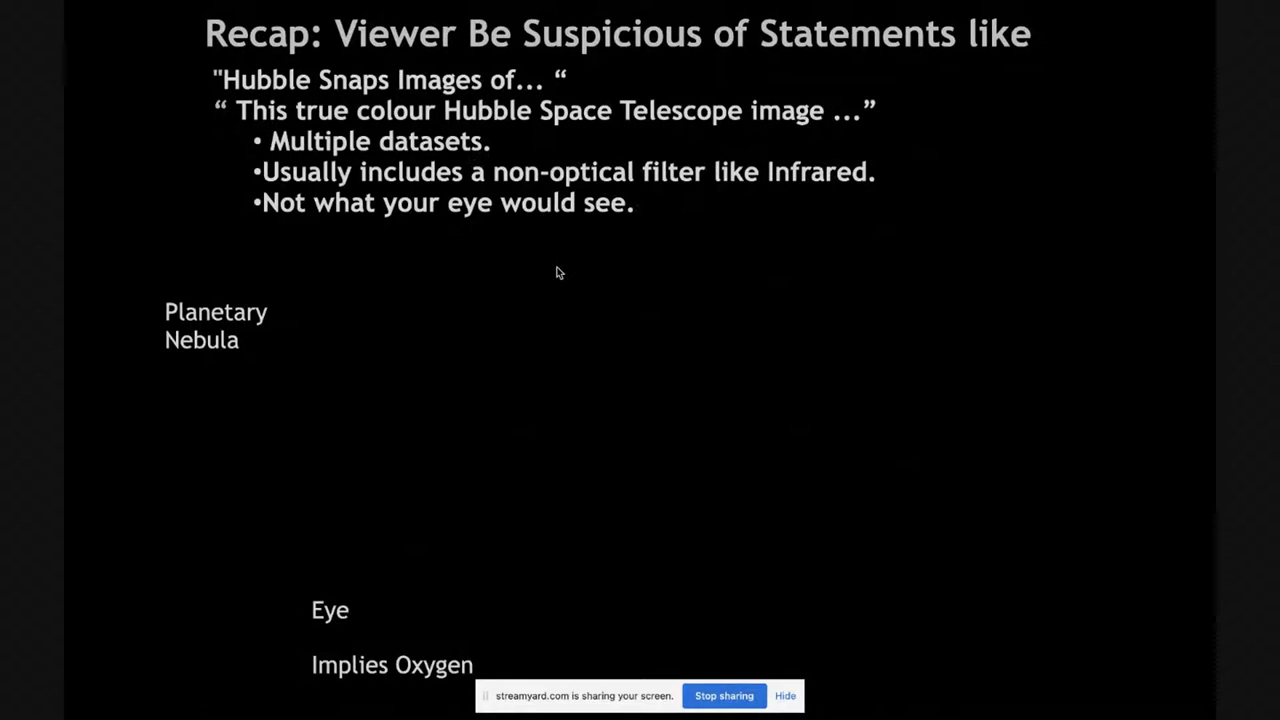 Recap: Viewer Be Suspicious of Statements like
"Hubble Snaps Images of... “
“ This true colour Hubble Space Telescope image ...”
• Multiple datasets.
•Usually includes a non-optical filter like Infrared.
•Not what your eye would see.
Planetary
Nebula
Eye
Implies Oxygen
streamyard.com is sharing your screen. Stop sharing Hide